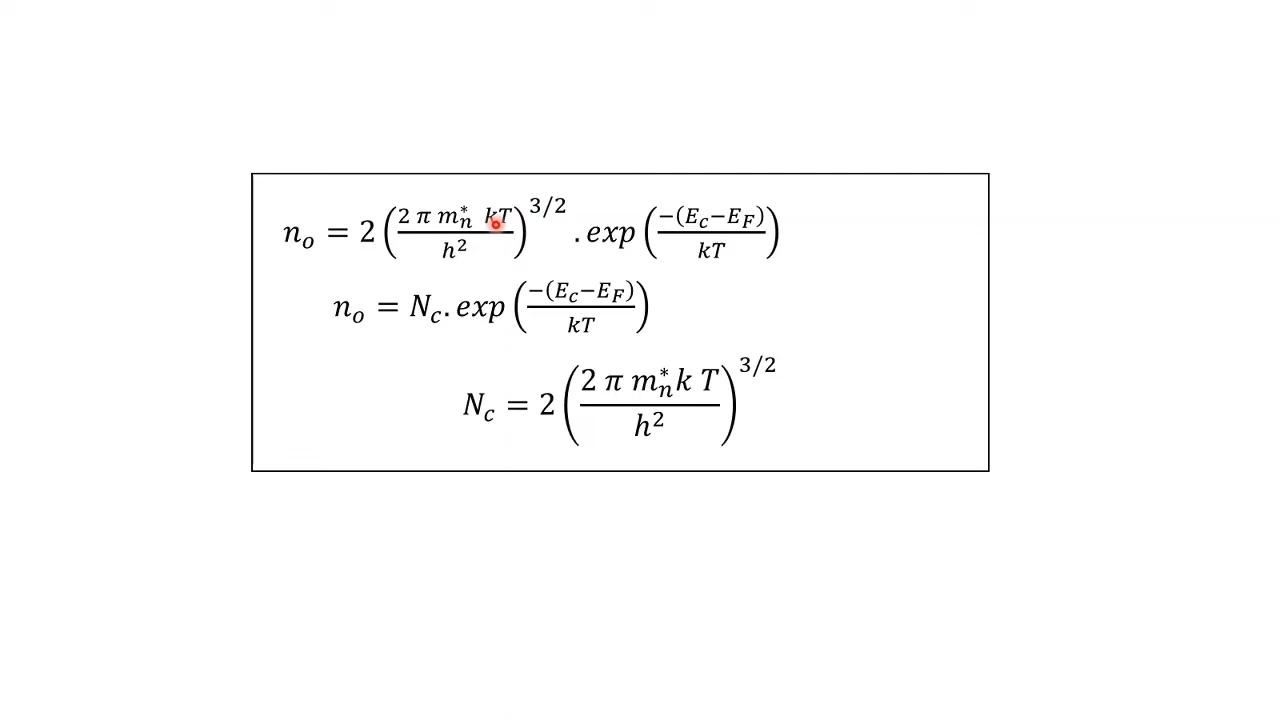 n_o = 2 (2 π m_n^* kT / h^2)^{3/2} . exp (−(E_c−E_F) / kT)
n_o = N_c. exp (−(E_c−E_F) / kT)
N_c = 2 (2 π m_n^* k T / h^2)^{3/2}